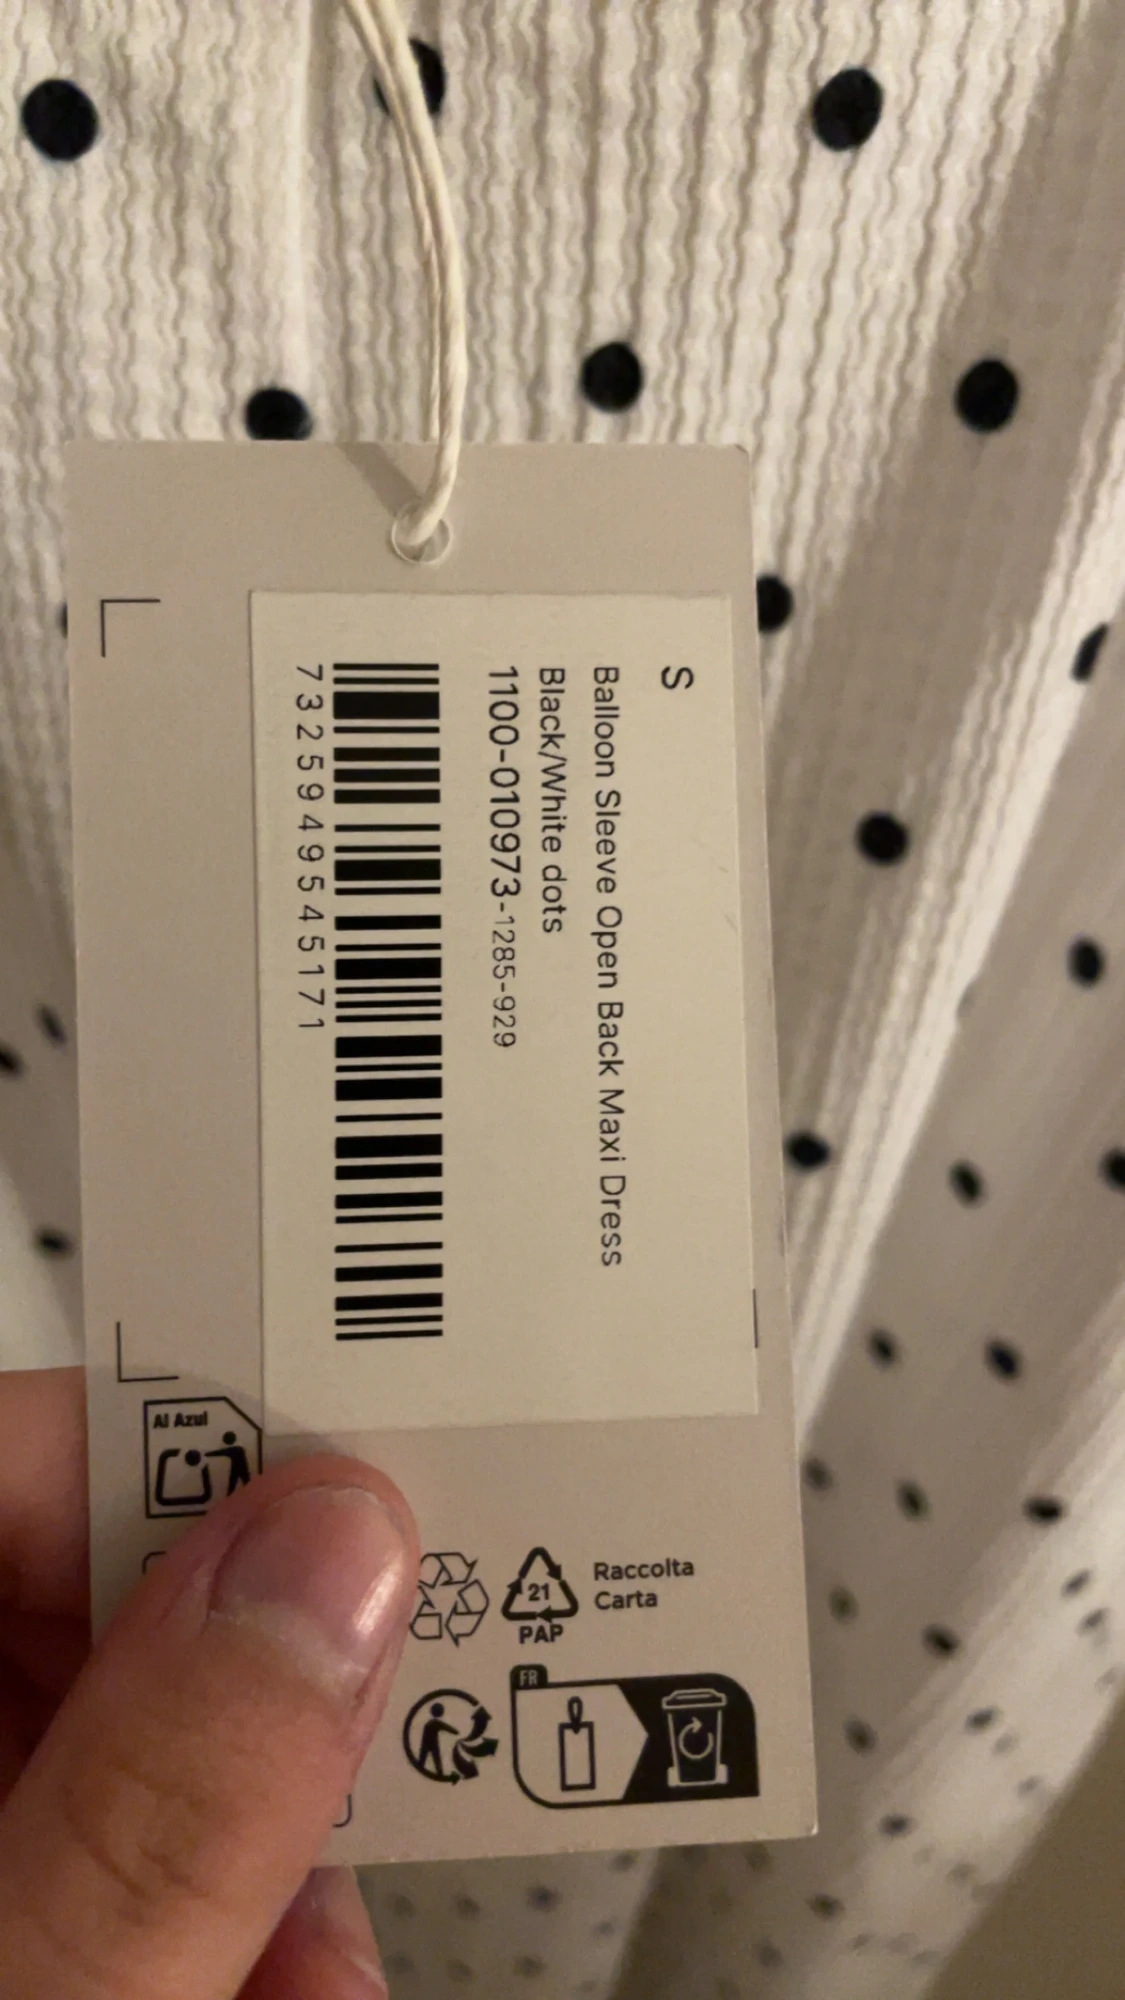 S
Balloon Sleeve Open Back Maxi Dress
Black/White dots
1100-010973-1285-929
7325949545171
Al Azul
Raccolta
Carta
21
PAP
FR